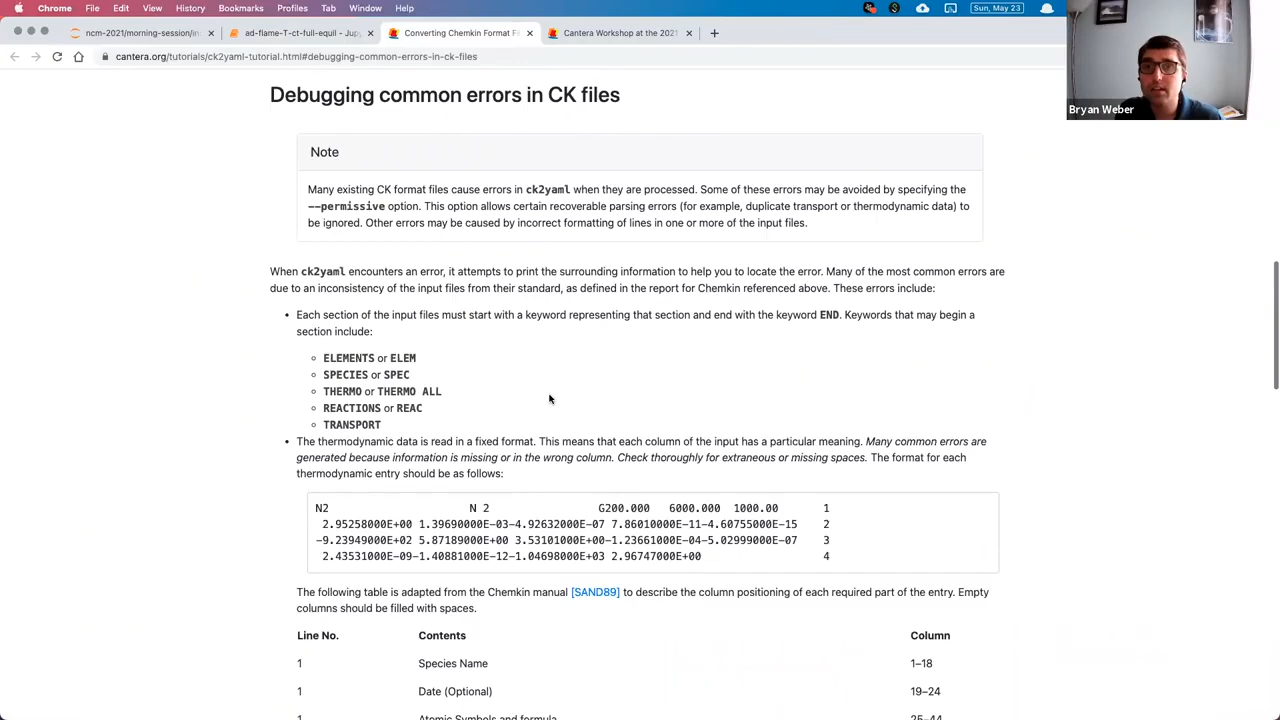 Chrome File Edit View History Bookmarks Profiles Tab Window Help Sun, May 23
ncm-2021/morning-session/in
ad-flame-T-ct-full-equil - Jupy
Converting Chemkin Format Fi
Cantera Workshop at the 2021
cantera.org/tutorials/ck2yaml-tutorial.html#debugging-common-errors-in-ck-files
Bryan Weber
Debugging common errors in CK files
Note
Many existing CK format files cause errors in ck2yaml when they are processed. Some of these errors may be avoided by specifying the
--permissive option. This option allows certain recoverable parsing errors (for example, duplicate transport or thermodynamic data) to
be ignored. Other errors may be caused by incorrect formatting of lines in one or more of the input files.
When ck2yaml encounters an error, it attempts to print the surrounding information to help you to locate the error. Many of the most common errors are
due to an inconsistency of the input files from their standard, as defined in the report for Chemkin referenced above. These errors include:
• Each section of the input files must start with a keyword representing that section and end with the keyword END. Keywords that may begin a
section include:
◦ ELEMENTS or ELEM
◦ SPECIES or SPEC
◦ THERMO or THERMO ALL
◦ REACTIONS or REAC
◦ TRANSPORT
• The thermodynamic data is read in a fixed format. This means that each column of the input has a particular meaning. Many common errors are
generated because information is missing or in the wrong column. Check thoroughly for extraneous or missing spaces. The format for each
thermodynamic entry should be as follows:
N2 N 2 G200.000 6000.000 1000.00 1
2.95258000E+00 1.39690000E-03-4.92632000E-07 7.86010000E-11-4.60755000E-15 2
-9.23949000E+02 5.87189000E+00 3.53101000E+00-1.23661000E-04-5.02999000E-07 3
2.43531000E-09-1.40881000E-12-1.04698000E+03 2.96747000E+00 4
The following table is adapted from the Chemkin manual [SAND89] to describe the column positioning of each required part of the entry. Empty
columns should be filled with spaces.
Line No. Contents Column
1 Species Name 1–18
1 Date (Optional) 19–24
1 Atomic Symbols and formula 25–44